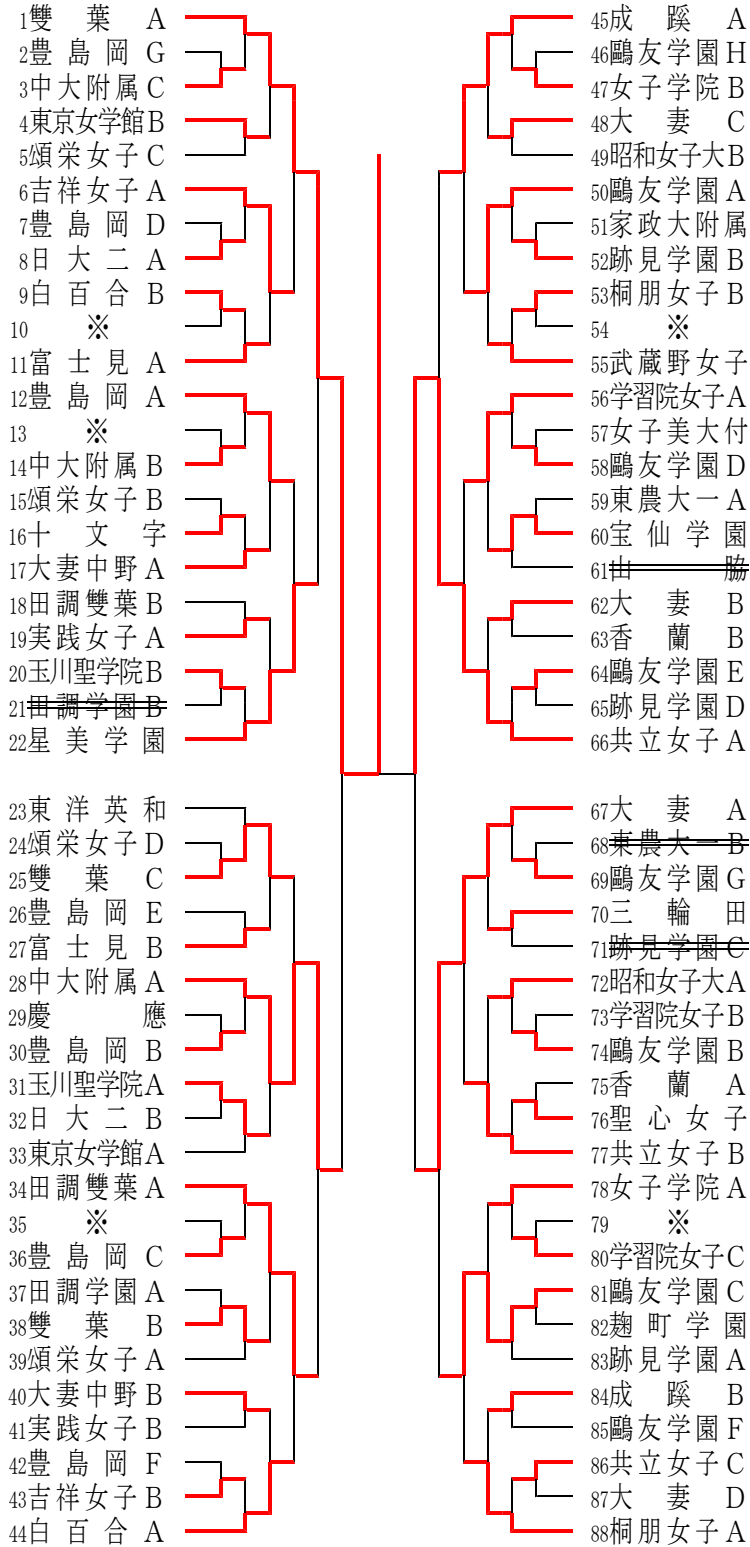 1雙葉A
2豊島岡G
3中大附属C
4東京女学館B
5頌栄女子C
6吉祥女子A
7豊島岡D
8日大二A
9白百合B
10 ※
11富士見A
12豊島岡A
13 ※
14中大附属B
15頌栄女子B
16十文字
17大妻中野A
18田調雙葉B
19実践女子A
20玉川聖学院B
21田調学園B
22星美学園
23東洋英和
24頌栄女子D
25雙葉C
26豊島岡E
27富士見B
28中大附属A
29慶應
30豊島岡B
31玉川聖学院A
32日大二B
33東京女学館A
34田調雙葉A
35 ※
36豊島岡C
37田調学園A
38雙葉B
39頌栄女子A
40大妻中野B
41実践女子B
42豊島岡F
43吉祥女子B
44白百合A
45成蹊A
46鷗友学園H
47女子学院B
48大妻C
49昭和女子大B
50鷗友学園A
51家政大附属
52跡見学園B
53桐朋女子B
54 ※
55武蔵野女子
56学習院女子A
57女子美大付
58鷗友学園D
59東農大一A
60宝仙学園
61山脇
62大妻B
63香蘭B
64鷗友学園E
65跡見学園D
66共立女子A
67大妻A
68東農大一B
69鷗友学園G
70三輪田
71跡見学園C
72昭和女子大A
73学習院女子B
74鷗友学園B
75香蘭A
76聖心女子
77共立女子B
78女子学院A
79 ※
80学習院女子C
81鷗友学園C
82麹町学園
83跡見学園A
84成蹊B
85鷗友学園F
86共立女子C
87大妻D
88桐朋女子A